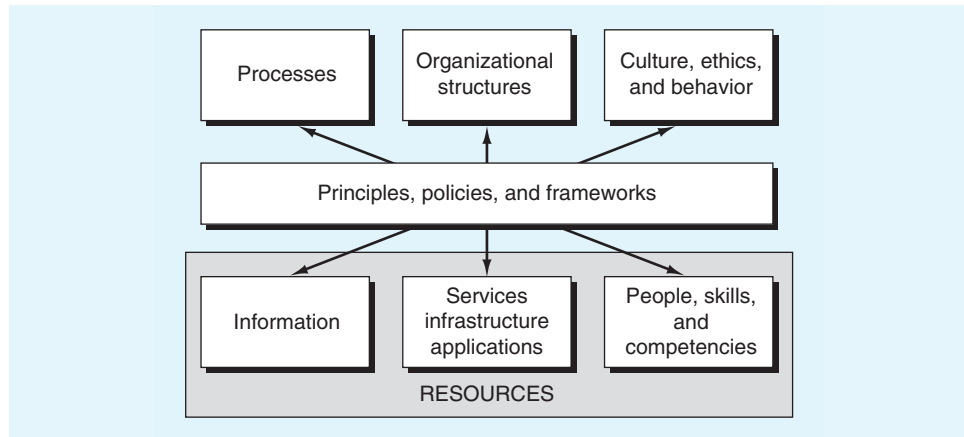 Processes
Organizational
structures
Culture, ethics,
and behavior
Principles, policies, and frameworks
Information
Services
infrastructure
applications
People, skills,
and
competencies
RESOURCES